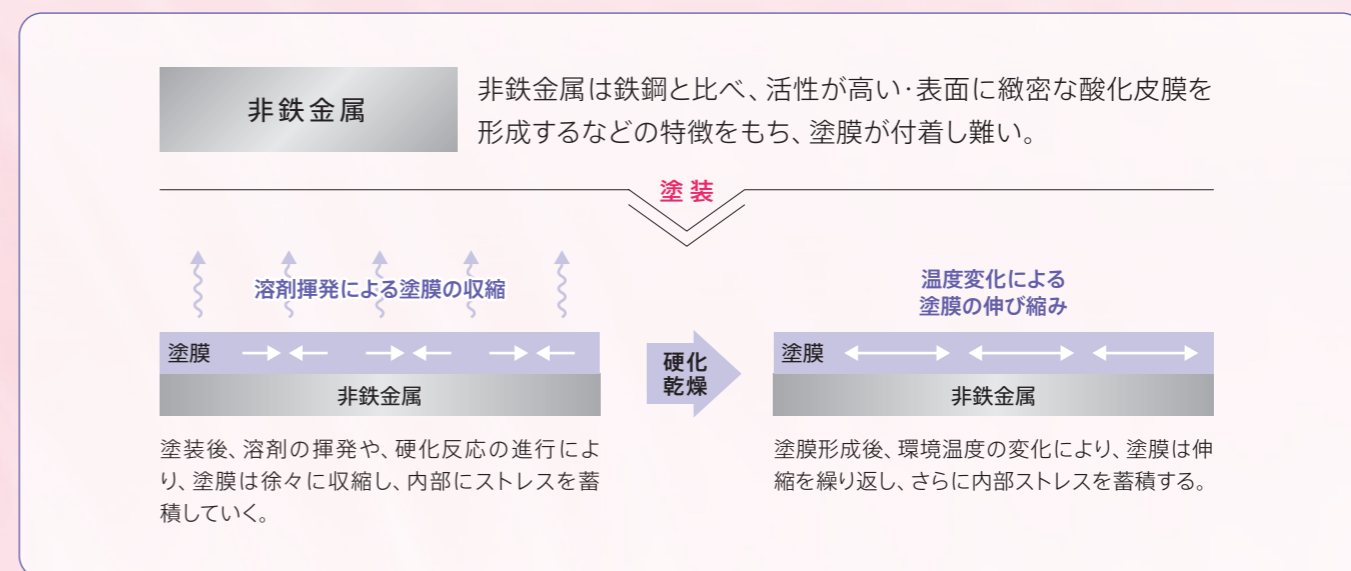 非鉄金属
非鉄金属は鉄鋼と比べ、活性が高い・表面に緻密な酸化皮膜を
形成するなどの特徴をもち、塗膜が付着し難い。
塗装
溶剤揮発による塗膜の収縮
塗膜
非鉄金属
塗装後、溶剤の揮発や、硬化反応の進行によ
り、塗膜は徐々に収縮し、内部にストレスを蓄
積していく。
硬化
乾燥
温度変化による
塗膜の伸び縮み
塗膜
非鉄金属
塗膜形成後、環境温度の変化により、塗膜は伸
縮を繰り返し、さらに内部ストレスを蓄積する。